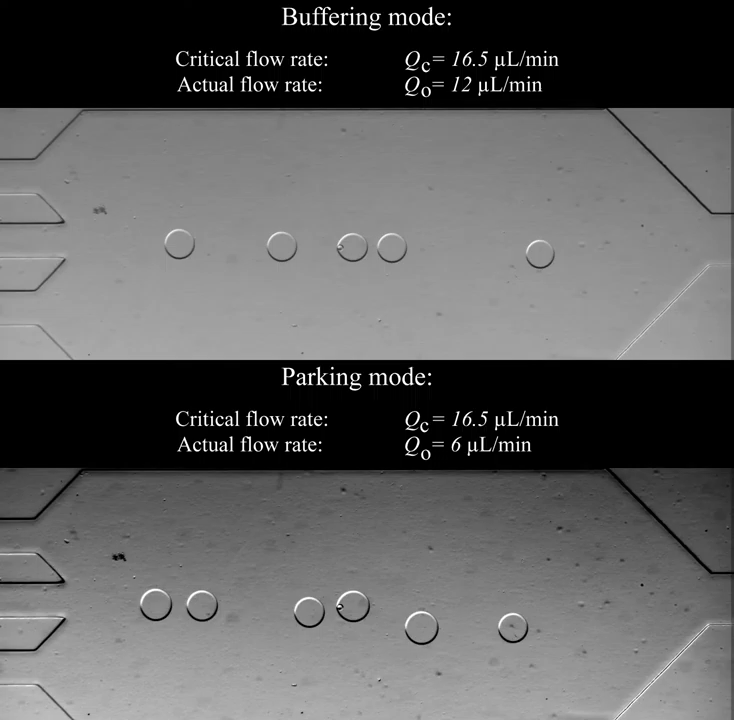 Buffering mode:
Critical flow rate: Qc= 16.5 µL/min
Actual flow rate: Qo= 12 µL/min
Parking mode:
Critical flow rate: Qc= 16.5 µL/min
Actual flow rate: Qo= 6 µL/min